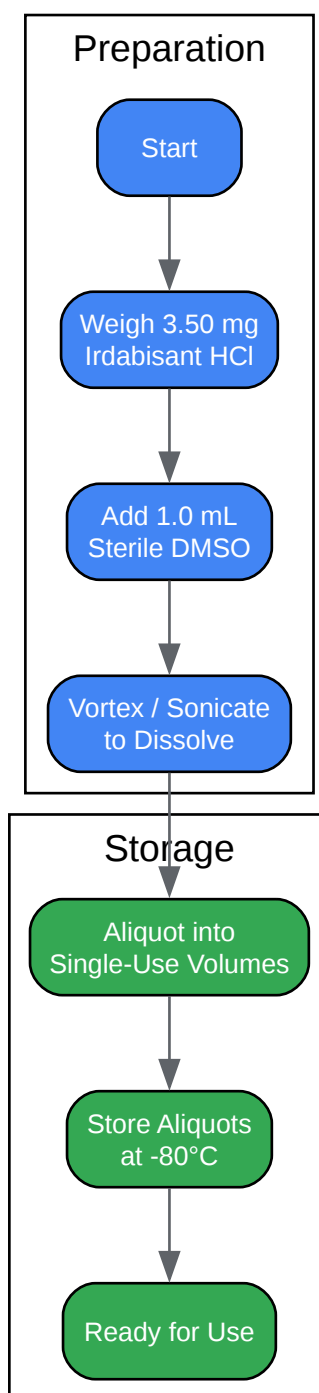 Preparation
Start
Weigh 3.50 mg
Irdabisant HCl
Add 1.0 mL
Sterile DMSO
Vortex / Sonicate
to Dissolve
Storage
Aliquot into
Single-Use Volumes
Store Aliquots
at -80°C
Ready for Use